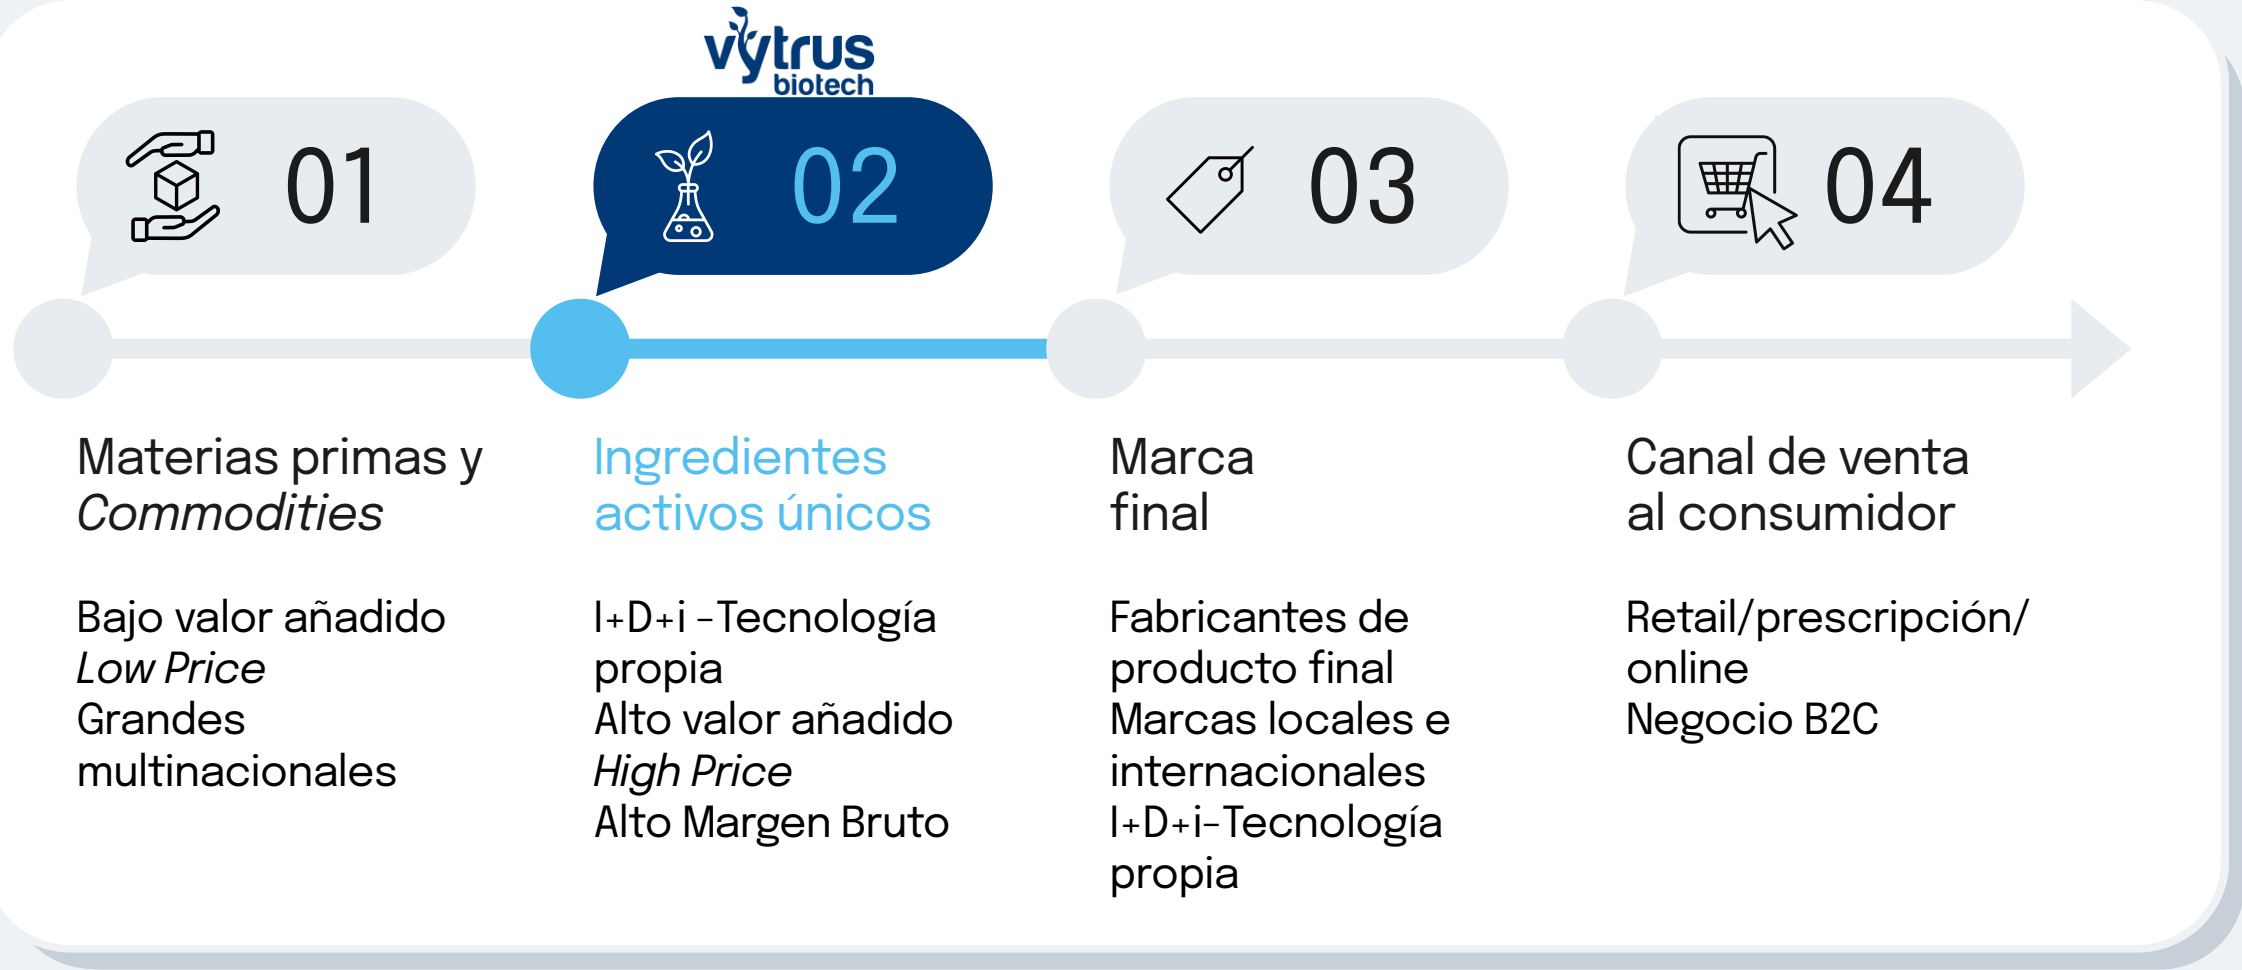 vytrus
biotech
01
02
03
04
Materias primas y
Commodities
Bajo valor añadido
Low Price
Grandes
multinacionales
Ingredientes
activos únicos
I+D+i -Tecnología
propia
Alto valor añadido
High Price
Alto Margen Bruto
Marca
final
Fabricantes de
producto final
Marcas locales e
internacionales
I+D+i-Tecnología
propia
Canal de venta
al consumidor
Retail/prescripción/
online
Negocio B2C